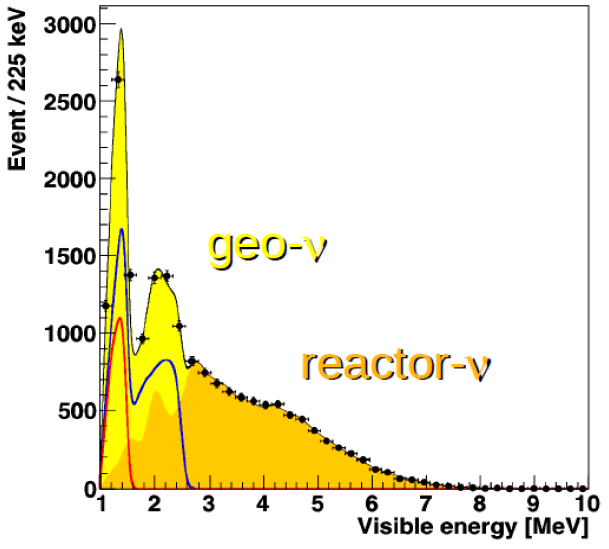 Event / 225 keV
3000
2500
2000
1500
1000
500
0
geo-ν
reactor-ν
1 2 3 4 5 6 7 8 9 10
Visible energy [MeV]